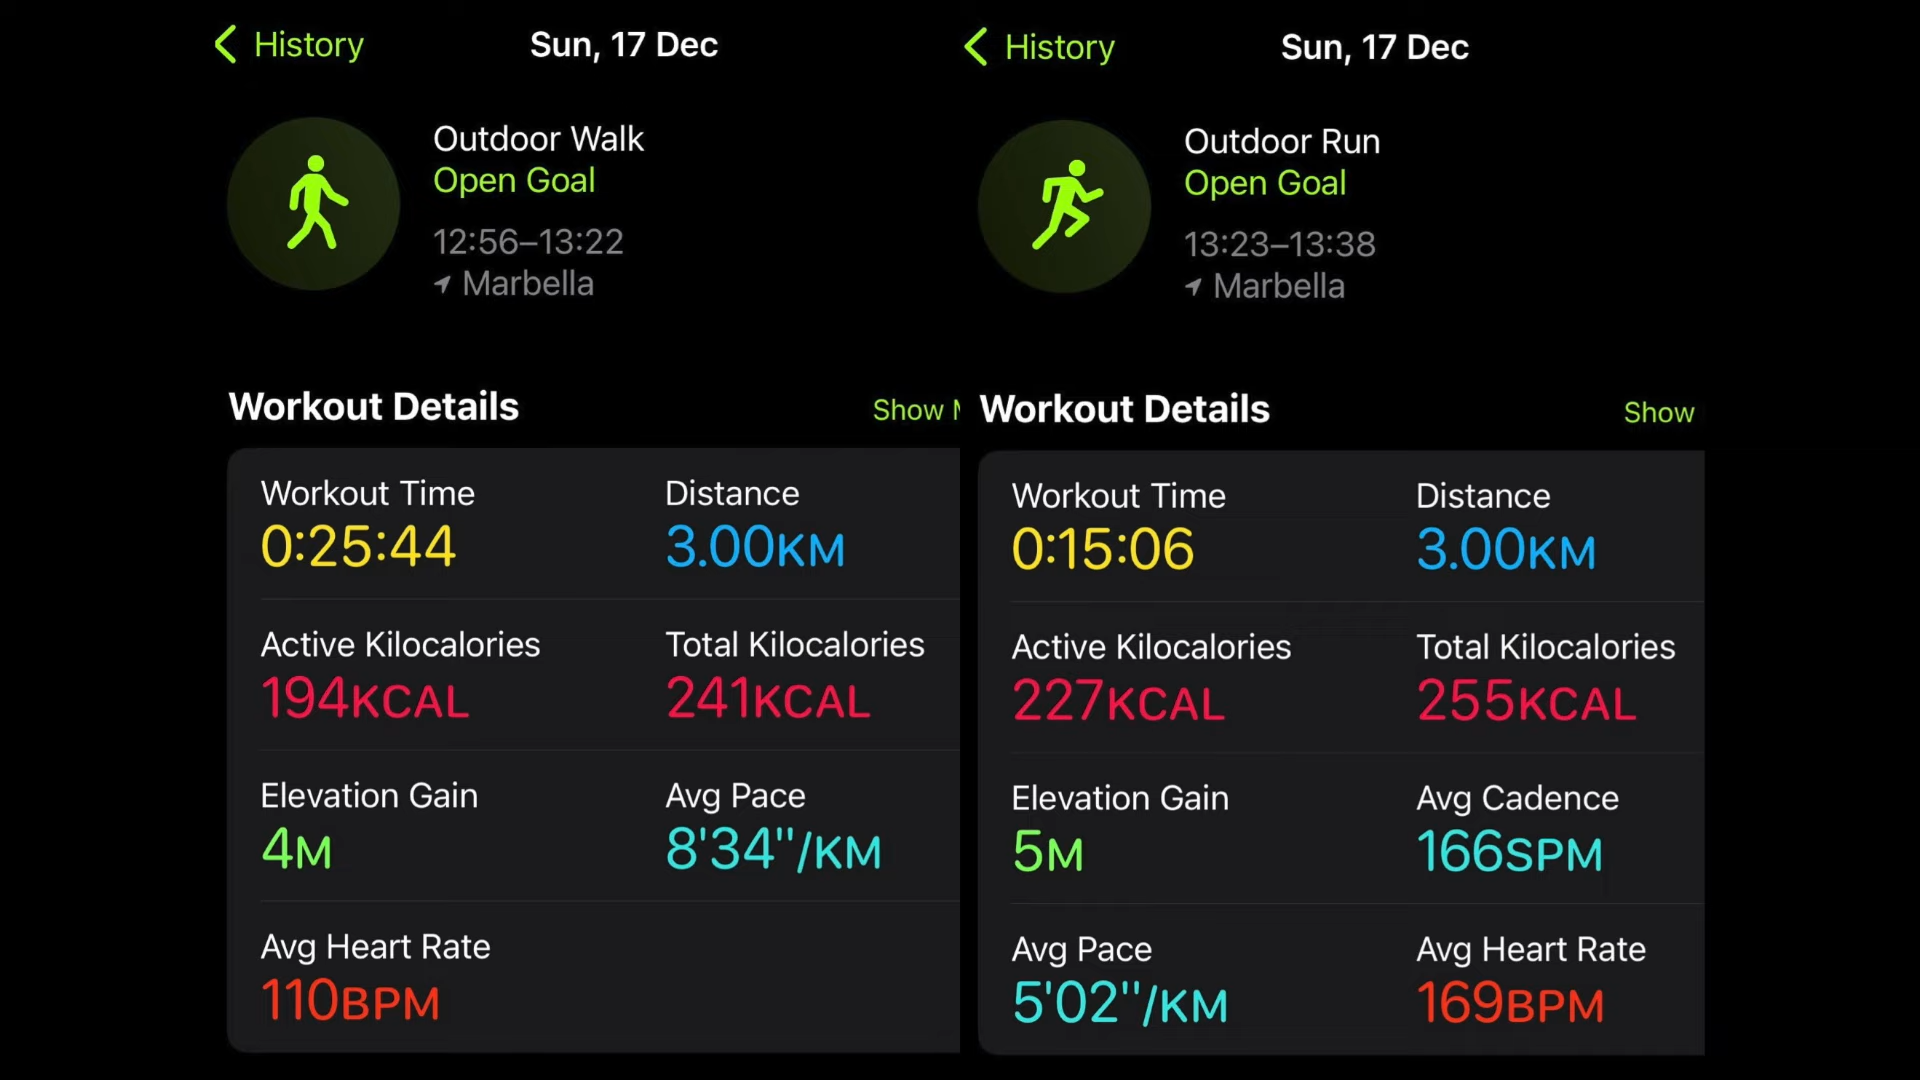 History
Sun, 17 Dec
Outdoor Walk
Open Goal
12:56–13:22
Marbella
Workout Details
Show M
Workout Time
Distance
0:25:44
3.00KM
Active Kilocalories
Total Kilocalories
194KCAL
241KCAL
Elevation Gain
Avg Pace
4M
8'34"/KM
Avg Heart Rate
110BPM
History
Sun, 17 Dec
Outdoor Run
Open Goal
13:23–13:38
Marbella
Workout Details
Show
Workout Time
Distance
0:15:06
3.00KM
Active Kilocalories
Total Kilocalories
227KCAL
255KCAL
Elevation Gain
Avg Cadence
5M
166SPM
Avg Pace
Avg Heart Rate
5'02"/KM
169BPM